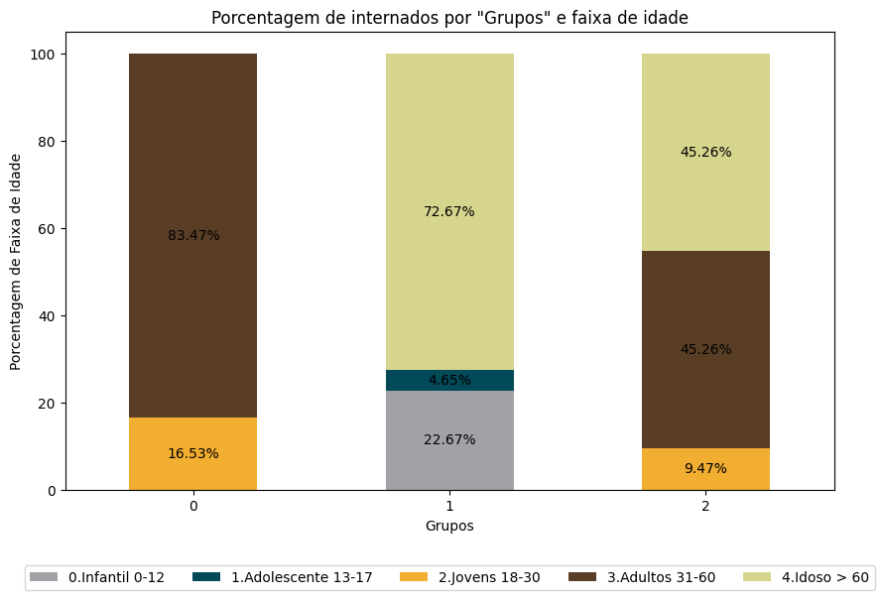 Porcentagem de internados por "Grupos" e faixa de idade
Porcentagem de Faixa de Idade
100
80
60
40
20
0
83.47%
16.53%
72.67%
4.65%
22.67%
45.26%
45.26%
9.47%
0
1
2
Grupos
0.Infantil 0-12
1.Adolescente 13-17
2.Jovens 18-30
3.Adultos 31-60
4.Idoso > 60